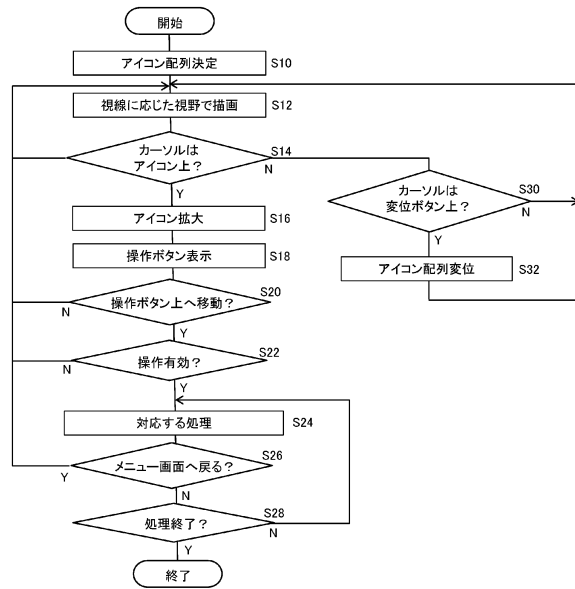 開始
アイコン配列決定 S10
視線に応じた視野で描画 S12
カーソルは
アイコン上？ S14
N
Y
カーソルは
変位ボタン上？ S30
N
Y
アイコン拡大 S16
アイコン配列変位 S32
操作ボタン表示 S18
操作ボタン上へ移動？ S20
N
Y
操作有効？ S22
N
Y
対応する処理 S24
メニュー画面へ戻る？ S26
Y
N
処理終了？ S28
N
Y
終了